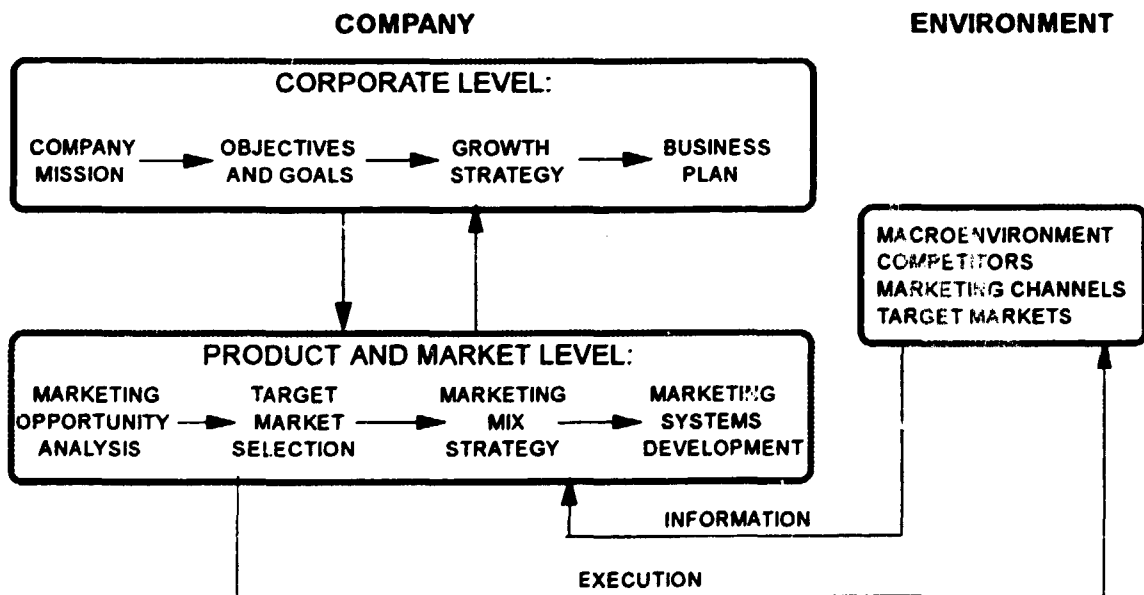 COMPANY
ENVIRONMENT
CORPORATE LEVEL:
COMPANY
MISSION
OBJECTIVES
AND GOALS
GROWTH
STRATEGY
BUSINESS
PLAN
MACROENVIRONMENT
COMPETITORS
MARKETING CHANNELS
TARGET MARKETS
PRODUCT AND MARKET LEVEL:
MARKETING
OPPORTUNITY
ANALYSIS
TARGET
MARKET
SELECTION
MARKETING
MIX
STRATEGY
MARKETING
SYSTEMS
DEVELOPMENT
INFORMATION
EXECUTION